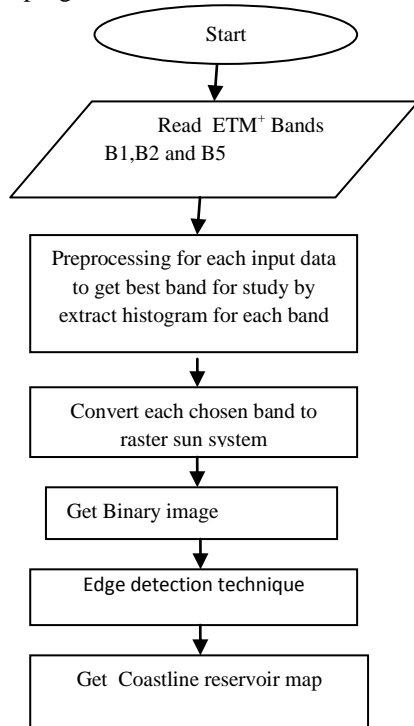 Start
Read ETM+ Bands
B1,B2 and B5
Preprocessing for each input data
to get best band for study by
extract histogram for each band
Convert each chosen band to
raster sun system
Get Binary image
Edge detection technique
Get Coastline reservoir map